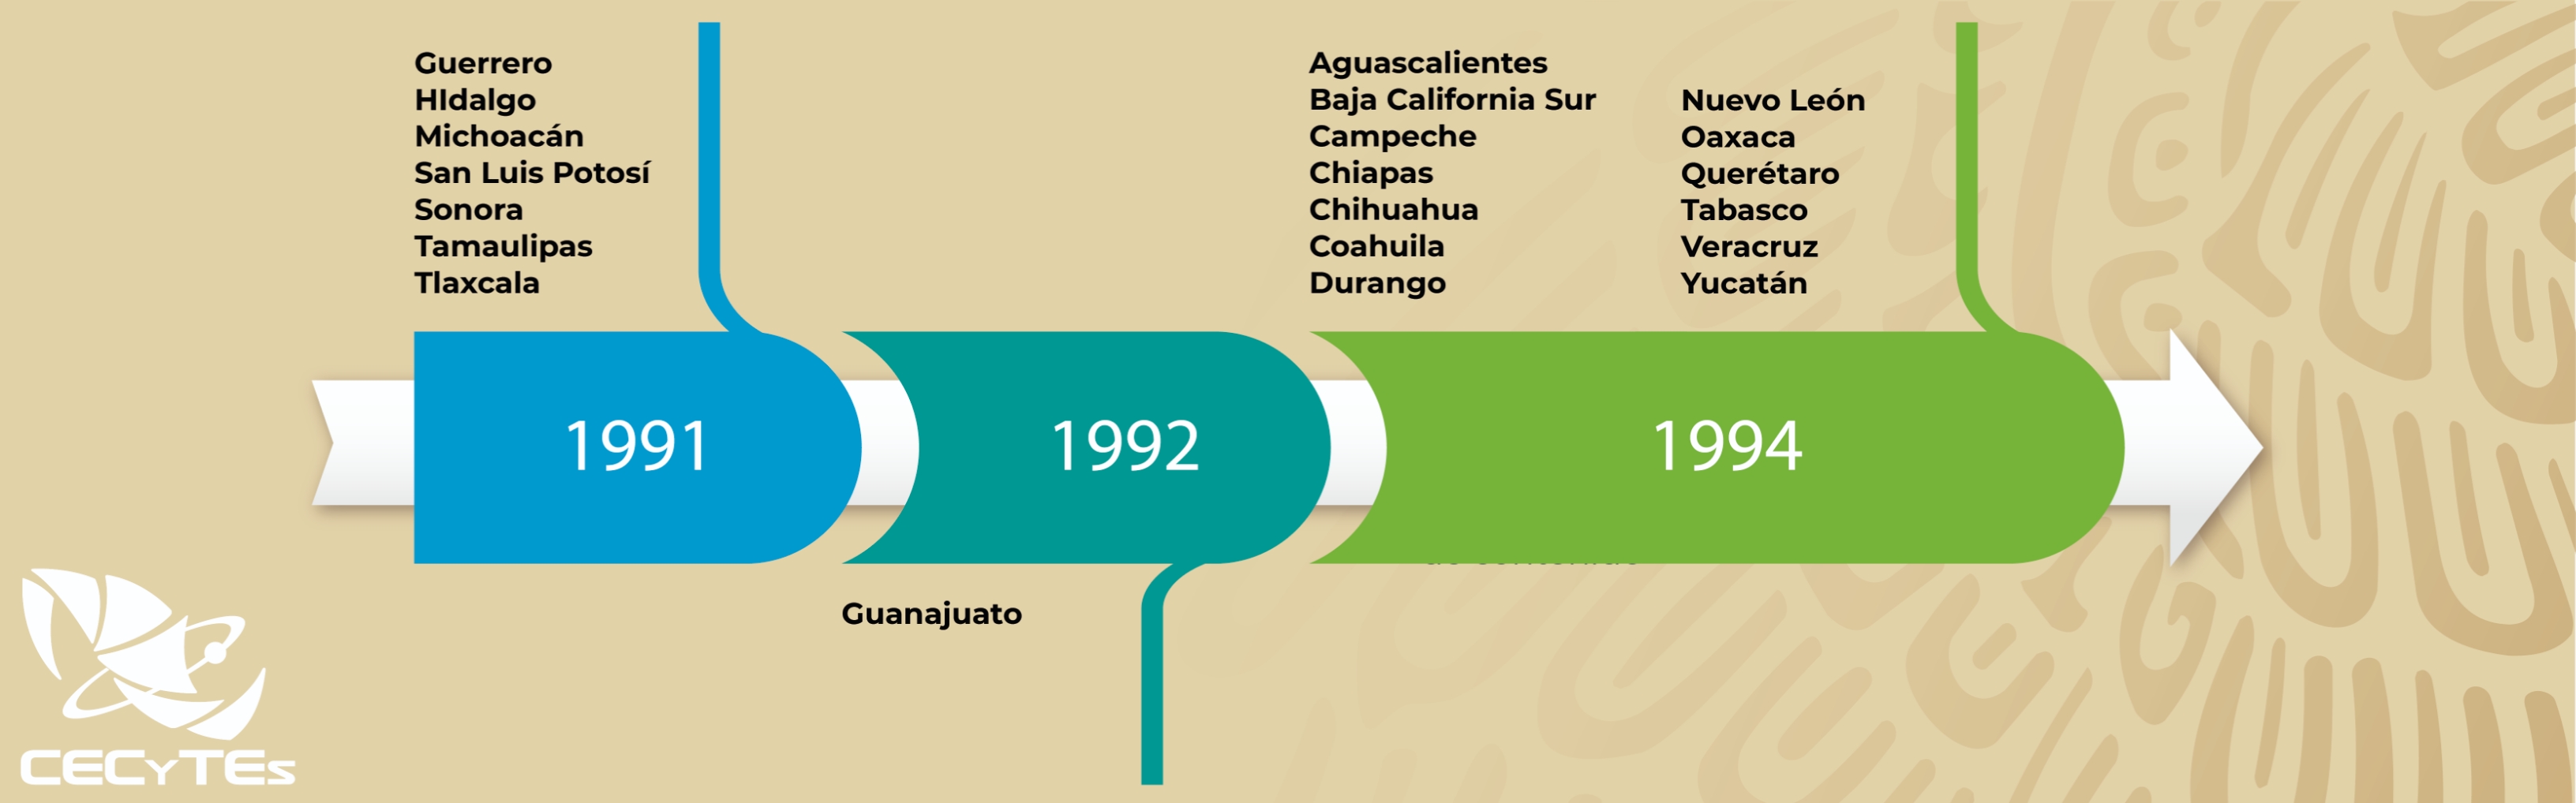 Guerrero
HIdalgo
Michoacán
San Luis Potosí
Sonora
Tamaulipas
Tlaxcala
1991
1992
Guanajuato
Aguascalientes
Baja California Sur
Campeche
Chiapas
Chihuahua
Coahuila
Durango
Nuevo León
Oaxaca
Querétaro
Tabasco
Veracruz
Yucatán
1994
CECyTEs